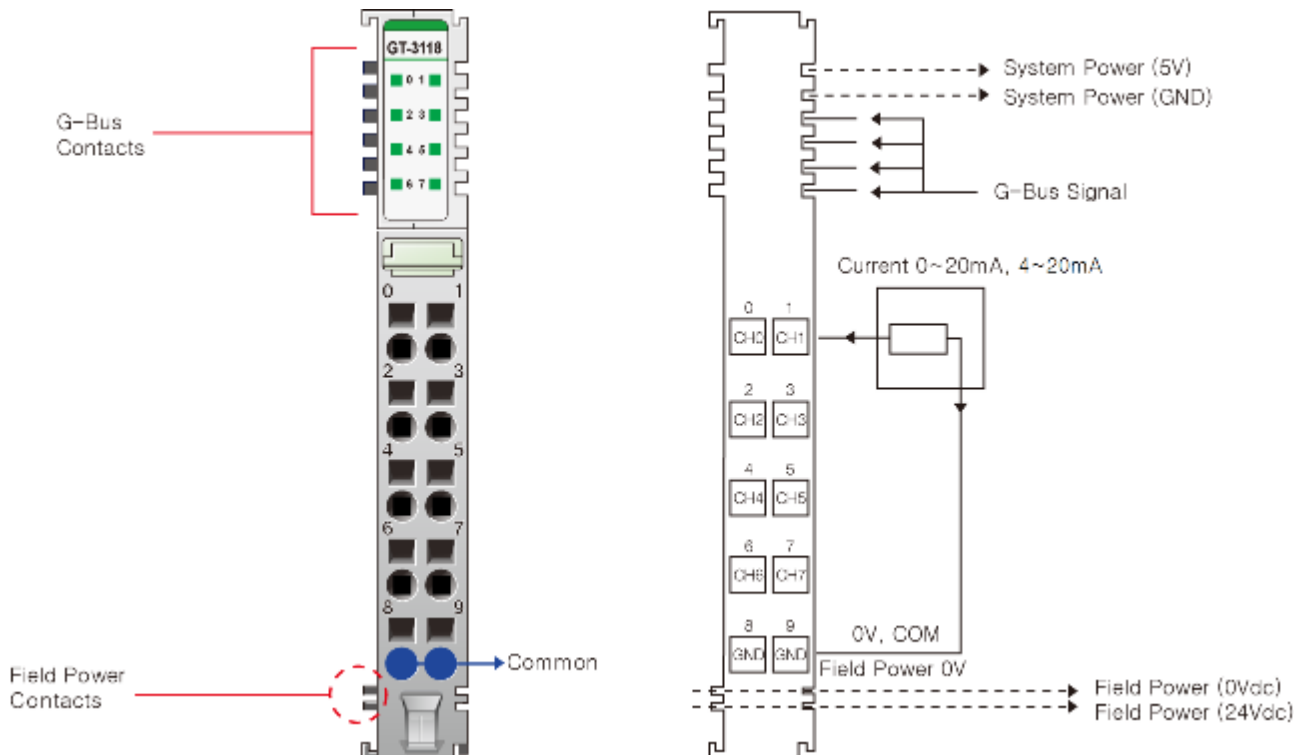 GT-3118
0 1
2 3
4 5
6 7
G-Bus
Contacts
0 1
2 3
4 5
6 7
8 9
Common
Field Power
Contacts
System Power (5V)
System Power (GND)
G-Bus Signal
Current 0~20mA, 4~20mA
0 1
CH0 CH1
2 3
CH2 CH3
4 5
CH4 CH5
6 7
CH6 CH7
8 9
GND GND
0V, COM
Field Power 0V
Field Power (0Vdc)
Field Power (24Vdc)